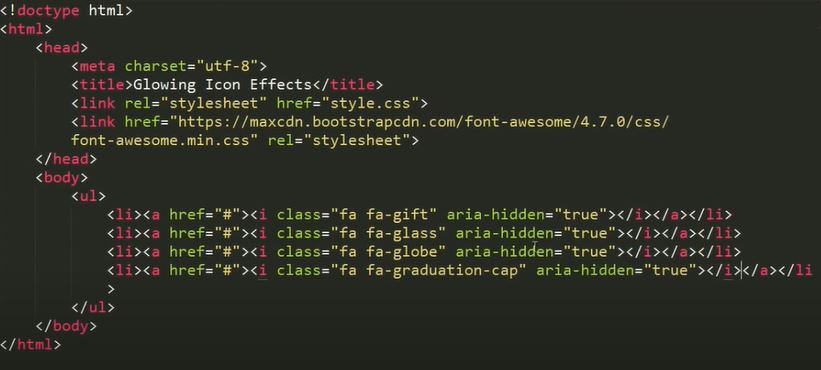 <!doctype html>
<html>
    <head>
        <meta charset="utf-8">
        <title>Glowing Icon Effects</title>
        <link rel="stylesheet" href="style.css">
        <link href="https://maxcdn.bootstrapcdn.com/font-awesome/4.7.0/css/
        font-awesome.min.css" rel="stylesheet">
    </head>
    <body>
        <ul>
            <li><a href="#"><i class="fa fa-gift" aria-hidden="true"></i></a></li>
            <li><a href="#"><i class="fa fa-glass" aria-hidden="true"></i></a></li>
            <li><a href="#"><i class="fa fa-globe" aria-hidden="true"></i></a></li>
            <li><a href="#"><i class="fa fa-graduation-cap" aria-hidden="true"></i></a></li
            >
        </ul>
    </body>
</html>